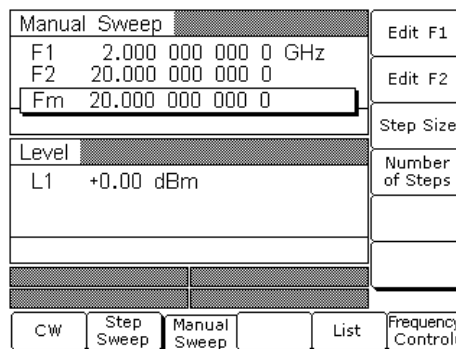 Manual Sweep
F1 2.000 000 000 0 GHz
F2 20.000 000 000 0
Fm 20.000 000 000 0
Level
L1 +0.00 dBm
Edit F1
Edit F2
Step Size
Number
of Steps
CW
Step
Sweep
Manual
Sweep
List
Frequency
Control